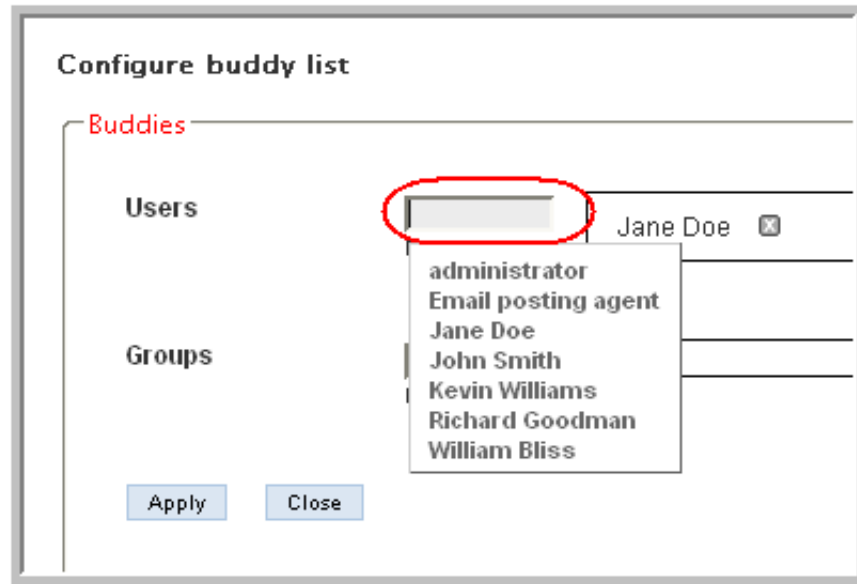 Configure buddy list
Buddies
Users
Jane Doe
administrator
Email posting agent
Jane Doe
John Smith
Kevin Williams
Richard Goodman
William Bliss
Groups
Apply
Close